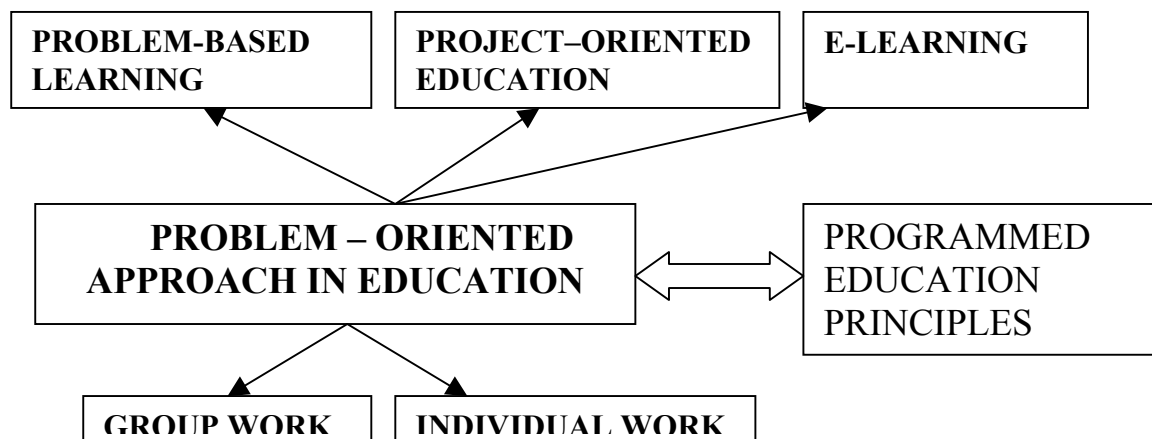 PROBLEM-BASED
LEARNING
PROJECT–ORIENTED
EDUCATION
E-LEARNING
PROBLEM – ORIENTED
APPROACH IN EDUCATION
PROGRAMMED
EDUCATION
PRINCIPLES
GROUP WORK
INDIVIDUAL WORK